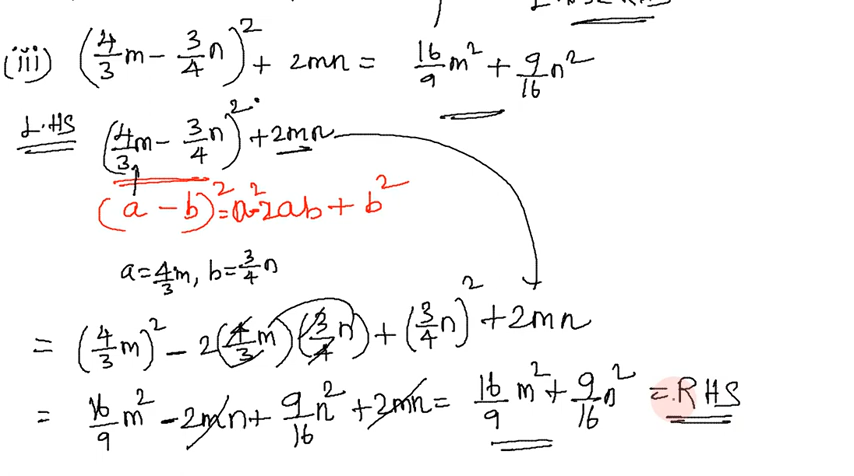 L.HS = RHS
(iii) (4/3 m - 3/4 n)² + 2mn = 16/9 m² + 9/16 n²
L.HS (4/3 m - 3/4 n)² + 2mn
(a - b)² = a² - 2ab + b²
a = 4/3 m, b = 3/4 n
= (4/3 m)² - 2(4/3 m)(3/4 n) + (3/4 n)² + 2mn
= 16/9 m² - 2mn + 9/16 n² + 2mn = 16/9 m² + 9/16 n² = RHS